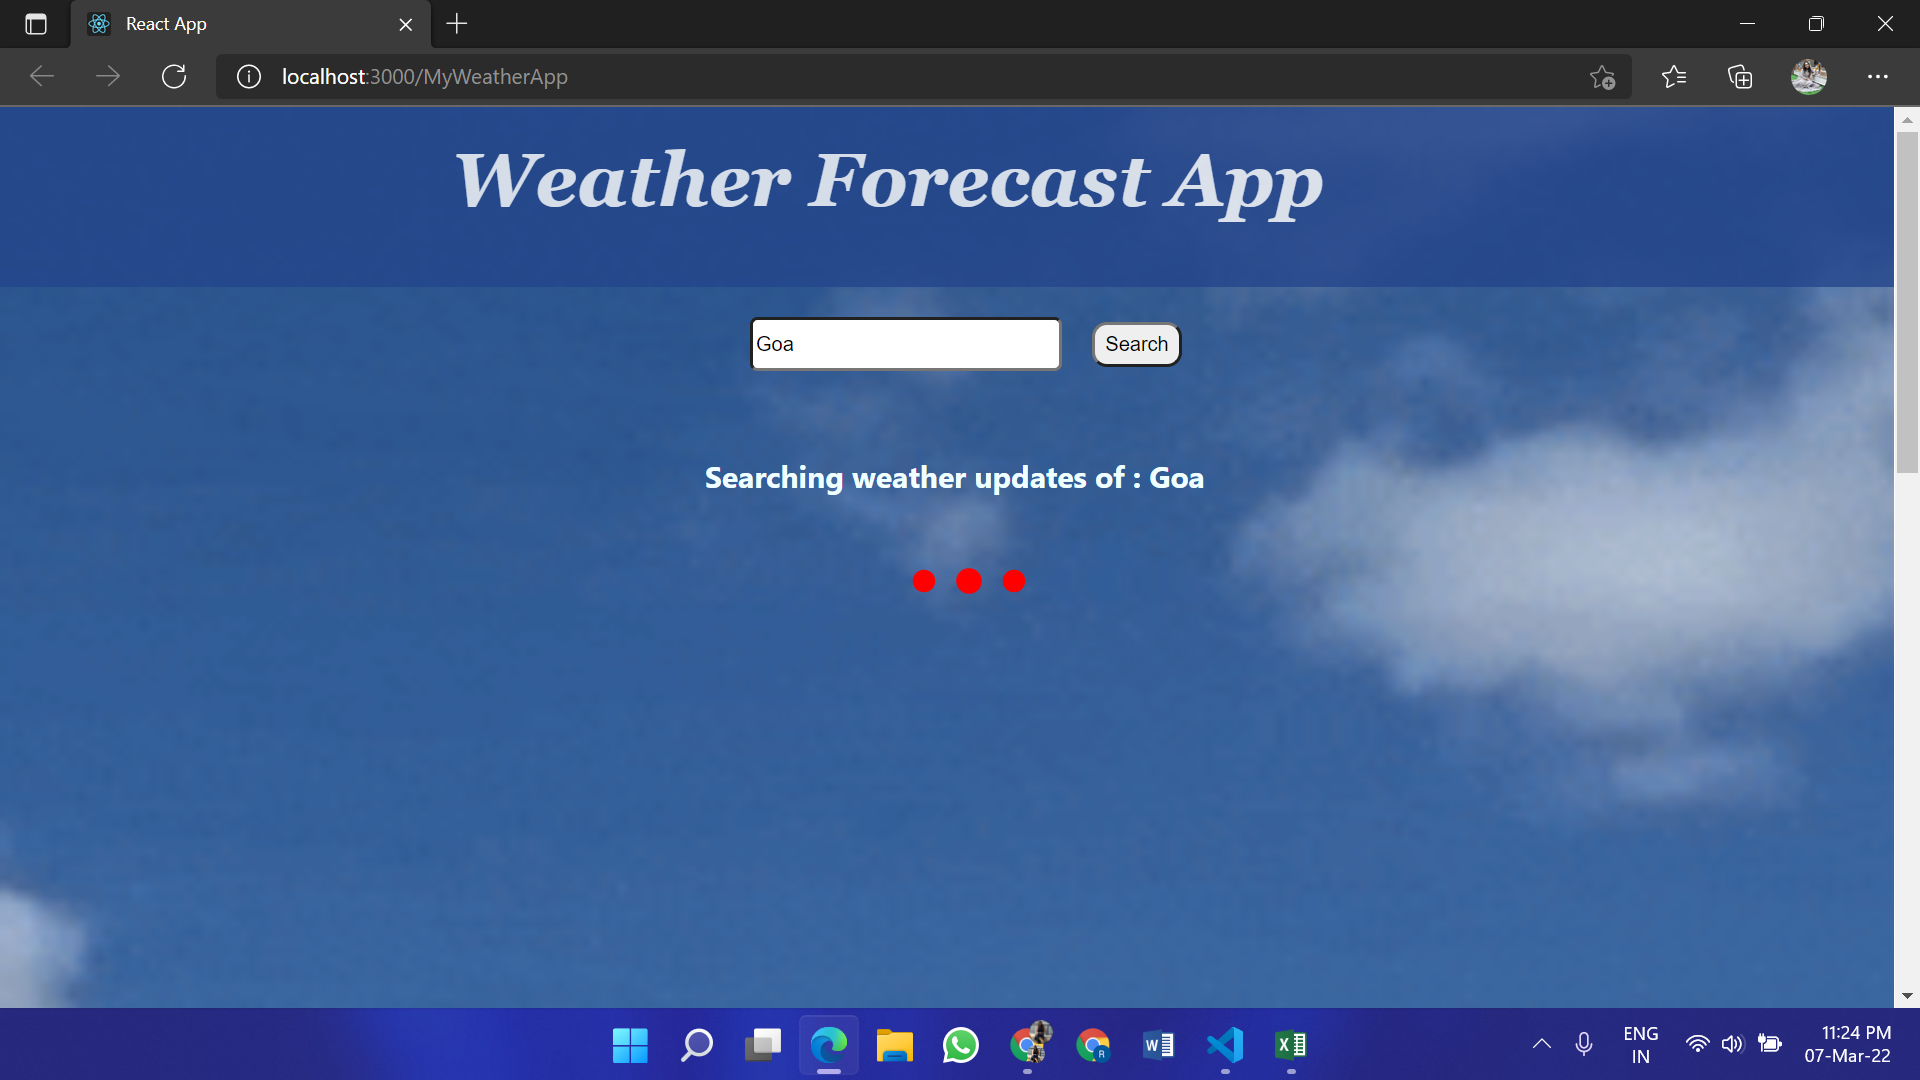 React App
localhost:3000/MyWeatherApp
Weather Forecast App
Goa
Search
Searching weather updates of : Goa
ENG
IN
11:24 PM
07-Mar-22